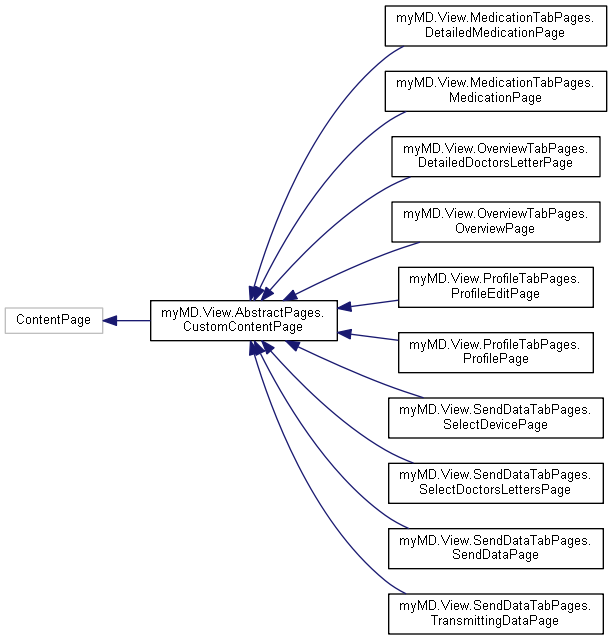 myMD.View.MedicationTabPages.
DetailedMedicationPage
myMD.View.MedicationTabPages.
MedicationPage
myMD.View.OverviewTabPages.
DetailedDoctorsLetterPage
myMD.View.OverviewTabPages.
OverviewPage
myMD.View.ProfileTabPages.
ProfileEditPage
ContentPage
myMD.View.AbstractPages.
CustomContentPage
myMD.View.ProfileTabPages.
ProfilePage
myMD.View.SendDataTabPages.
SelectDevicePage
myMD.View.SendDataTabPages.
SelectDoctorsLettersPage
myMD.View.SendDataTabPages.
SendDataPage
myMD.View.SendDataTabPages.
TransmittingDataPage